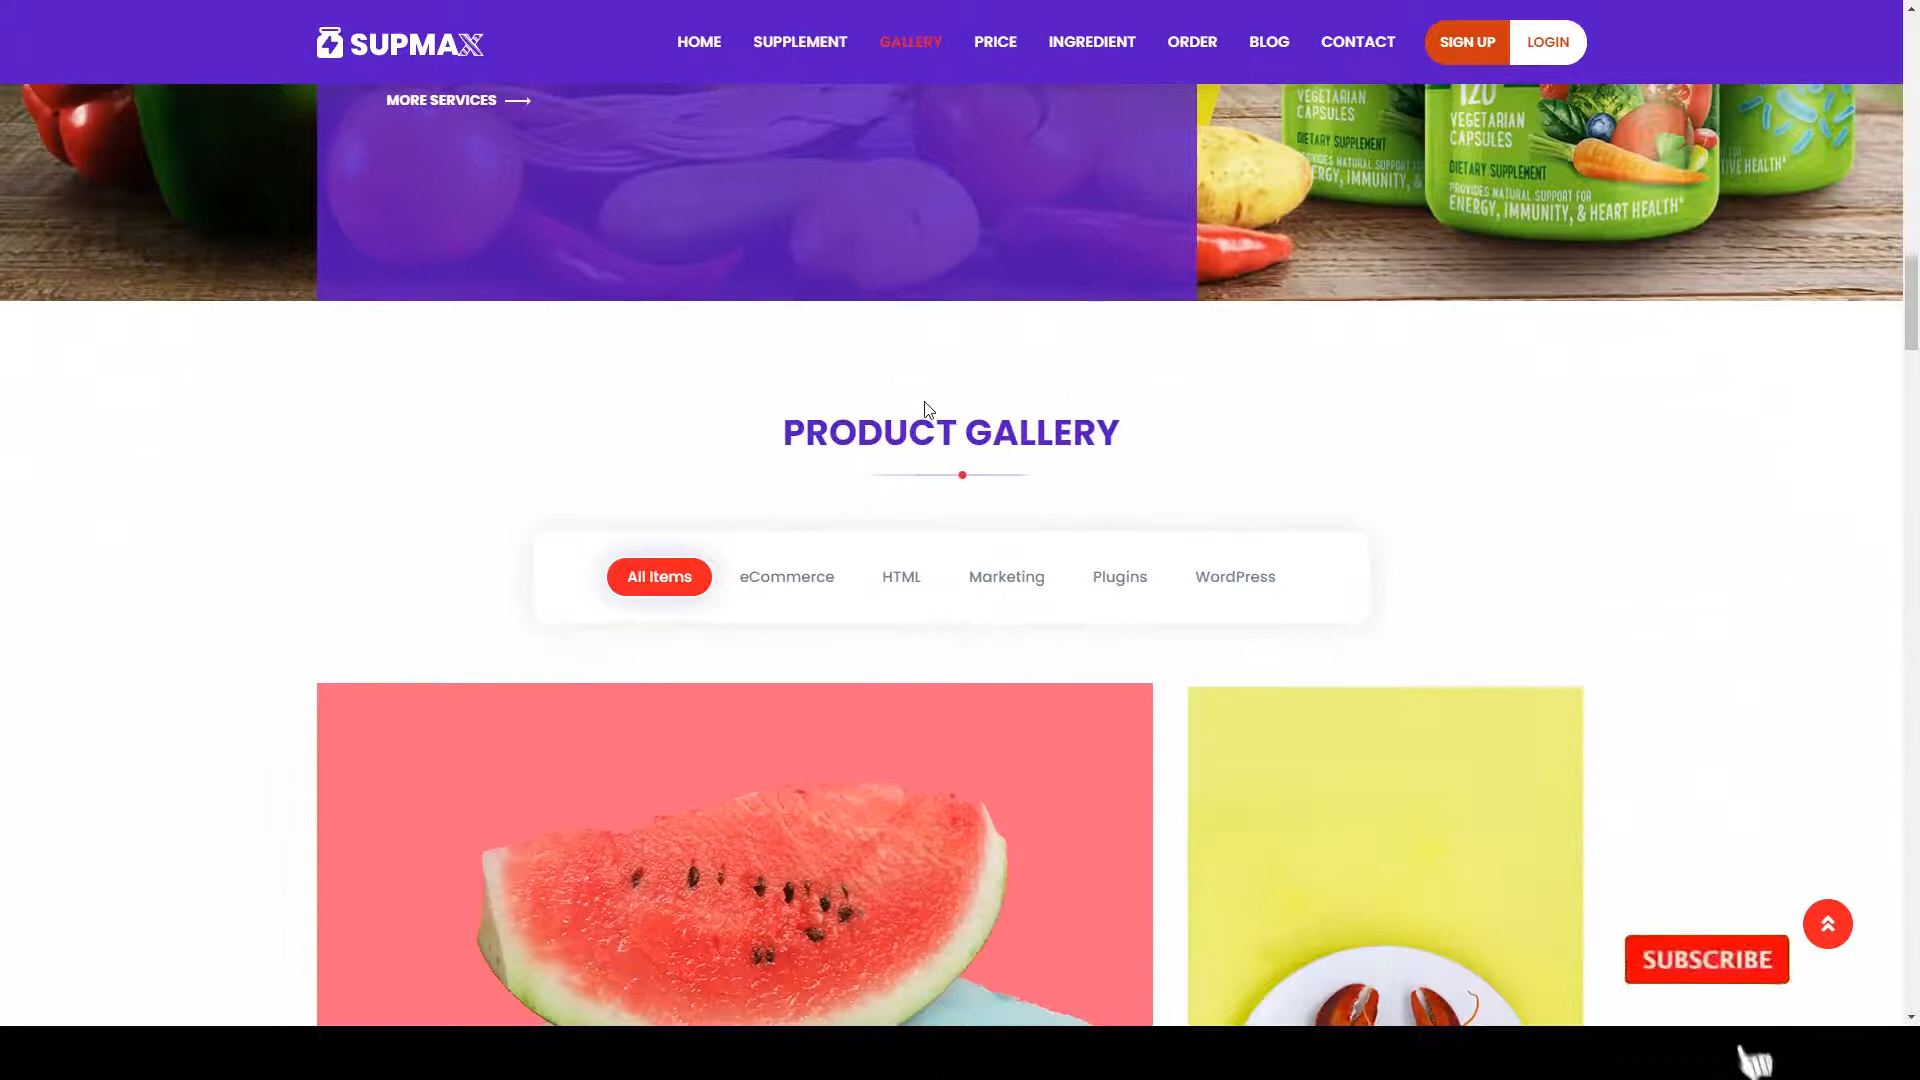 SUPMAX
HOME SUPPLEMENT GALLERY PRICE INGREDIENT ORDER BLOG CONTACT SIGN UP LOGIN
MORE SERVICES
VEGETARIAN
CAPSULES
DIETARY SUPPLEMENT
120
VEGETARIAN
CAPSULES
DIETARY SUPPLEMENT
PROVIDES NATURAL SUPPORT FOR
ENERGY, IMMUNITY, & HEART HEALTH*
PRODUCT GALLERY
All Items eCommerce HTML Marketing Plugins WordPress
SUBSCRIBE